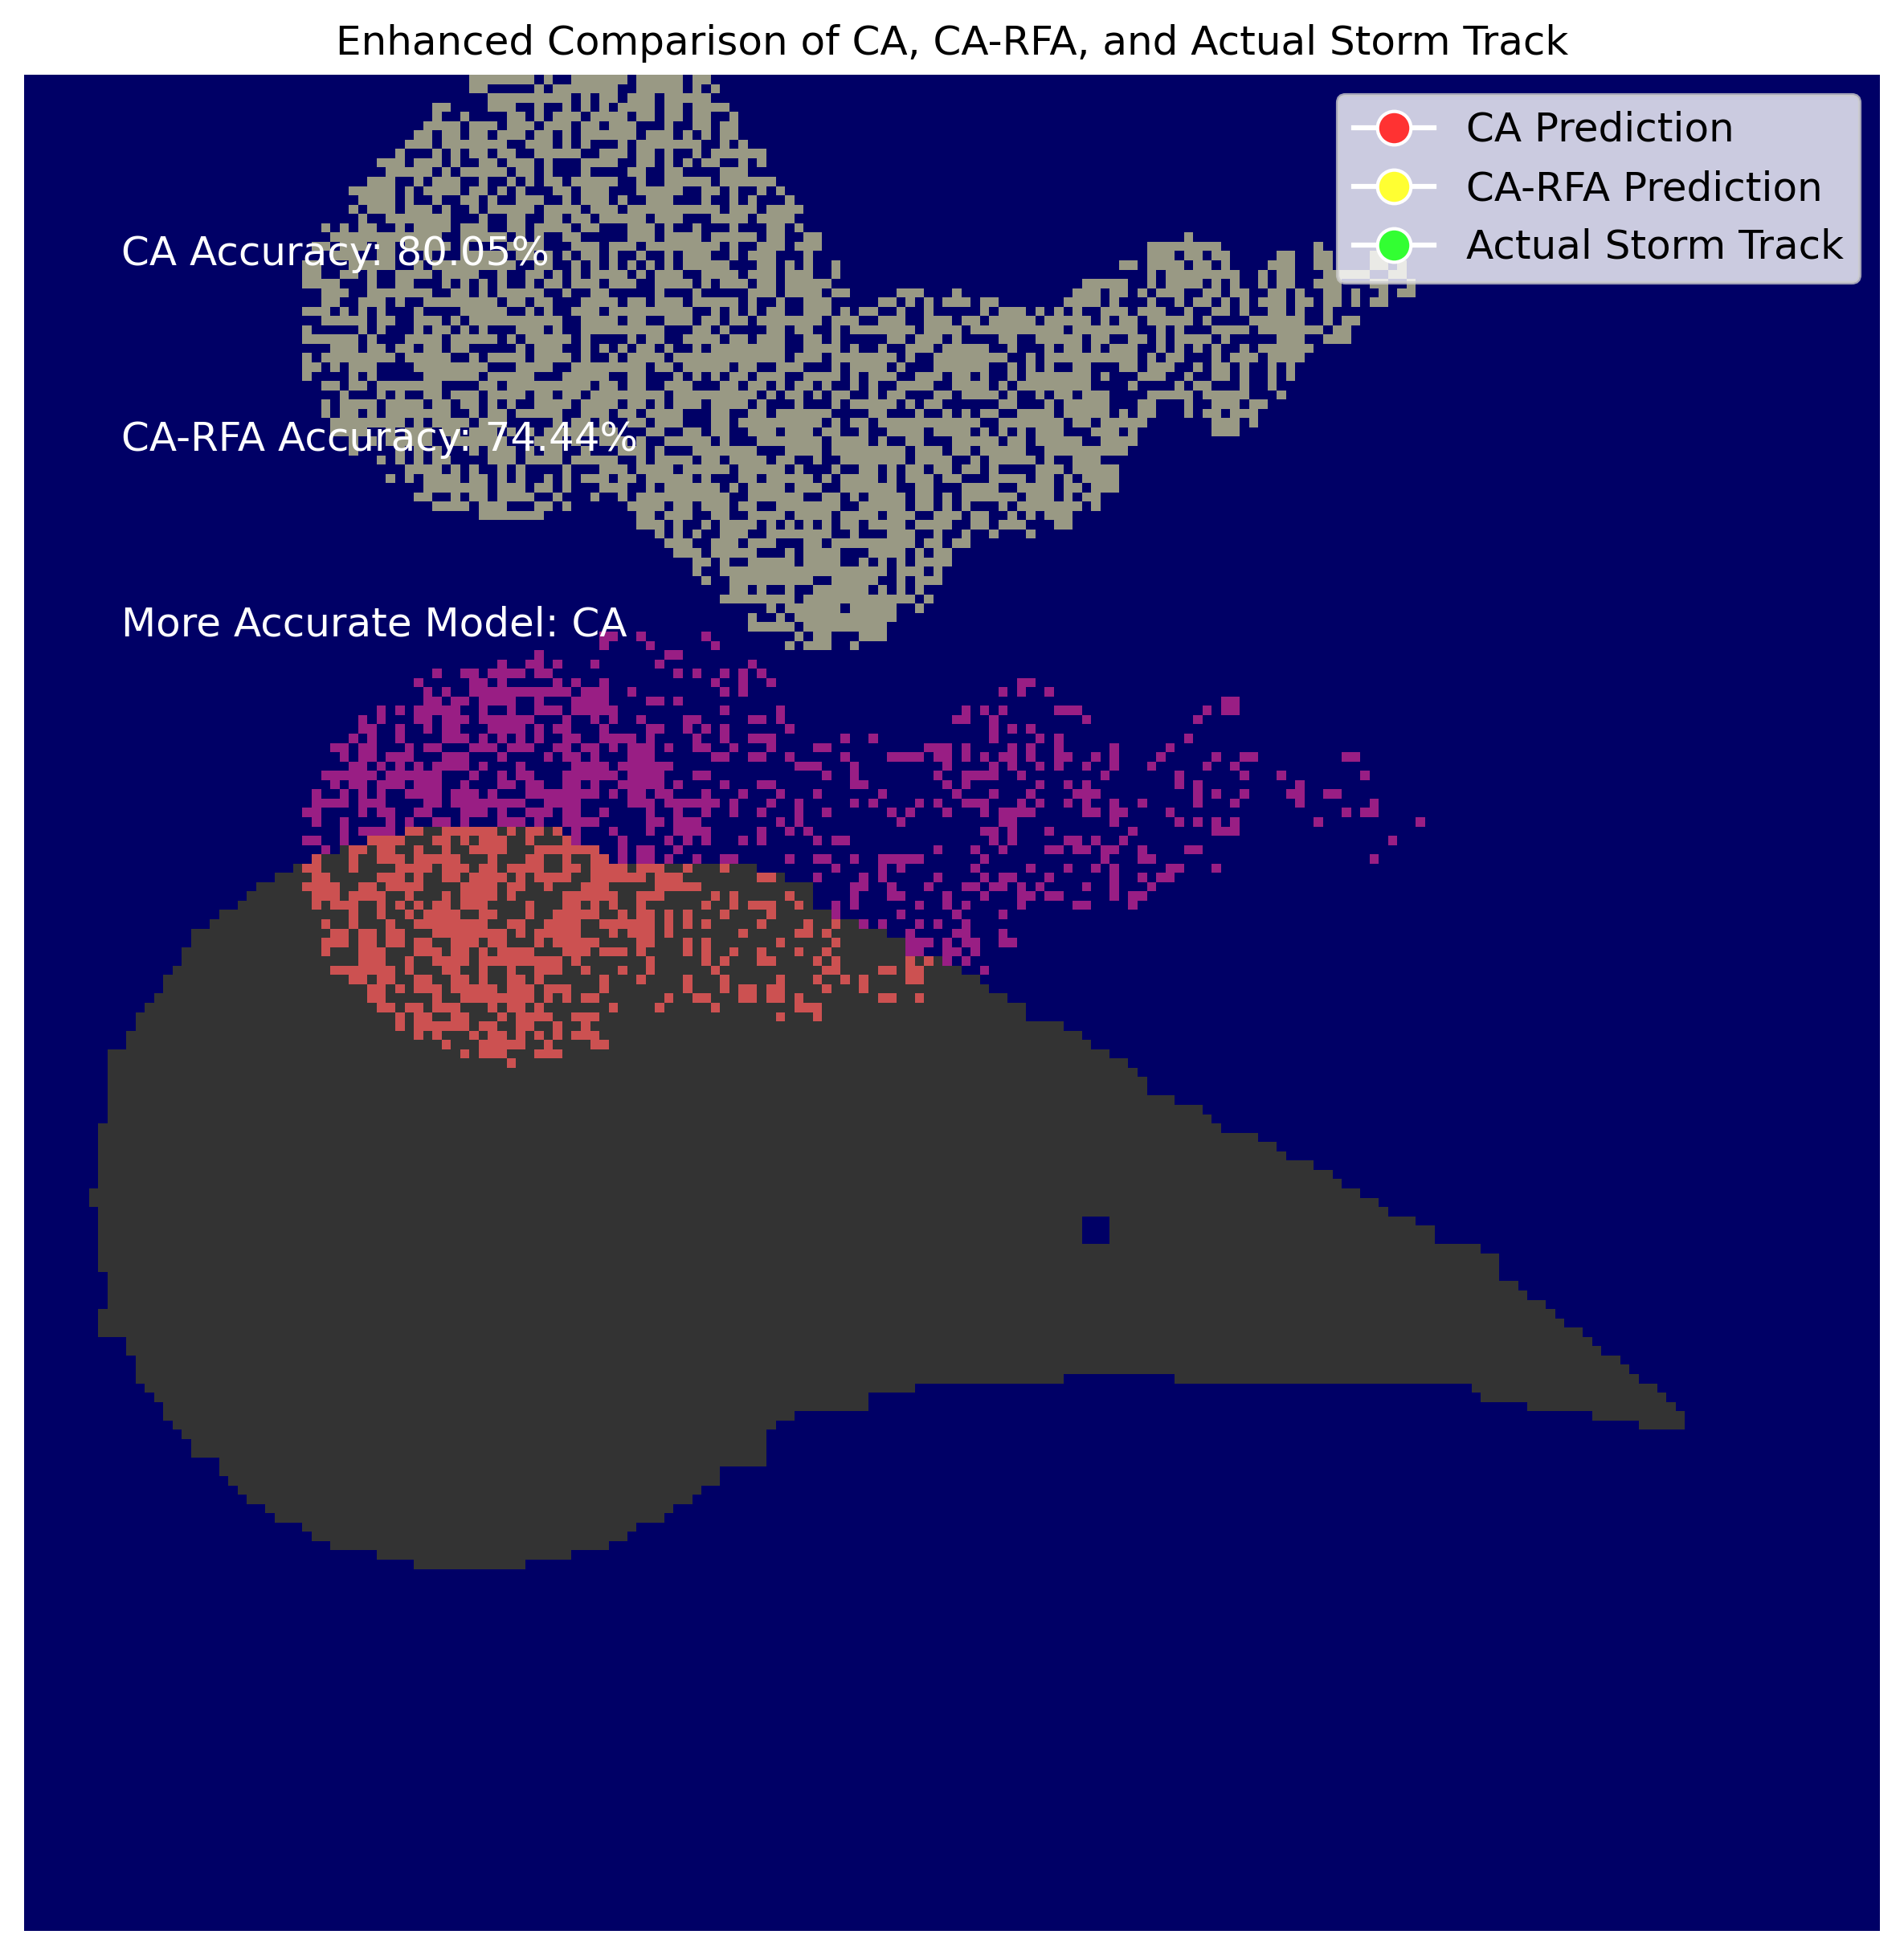 Enhanced Comparison of CA, CA-RFA, and Actual Storm Track
CA Prediction
CA-RFA Prediction
Actual Storm Track
CA Accuracy: 80.05%
CA-RFA Accuracy: 74.44%
More Accurate Model: CA